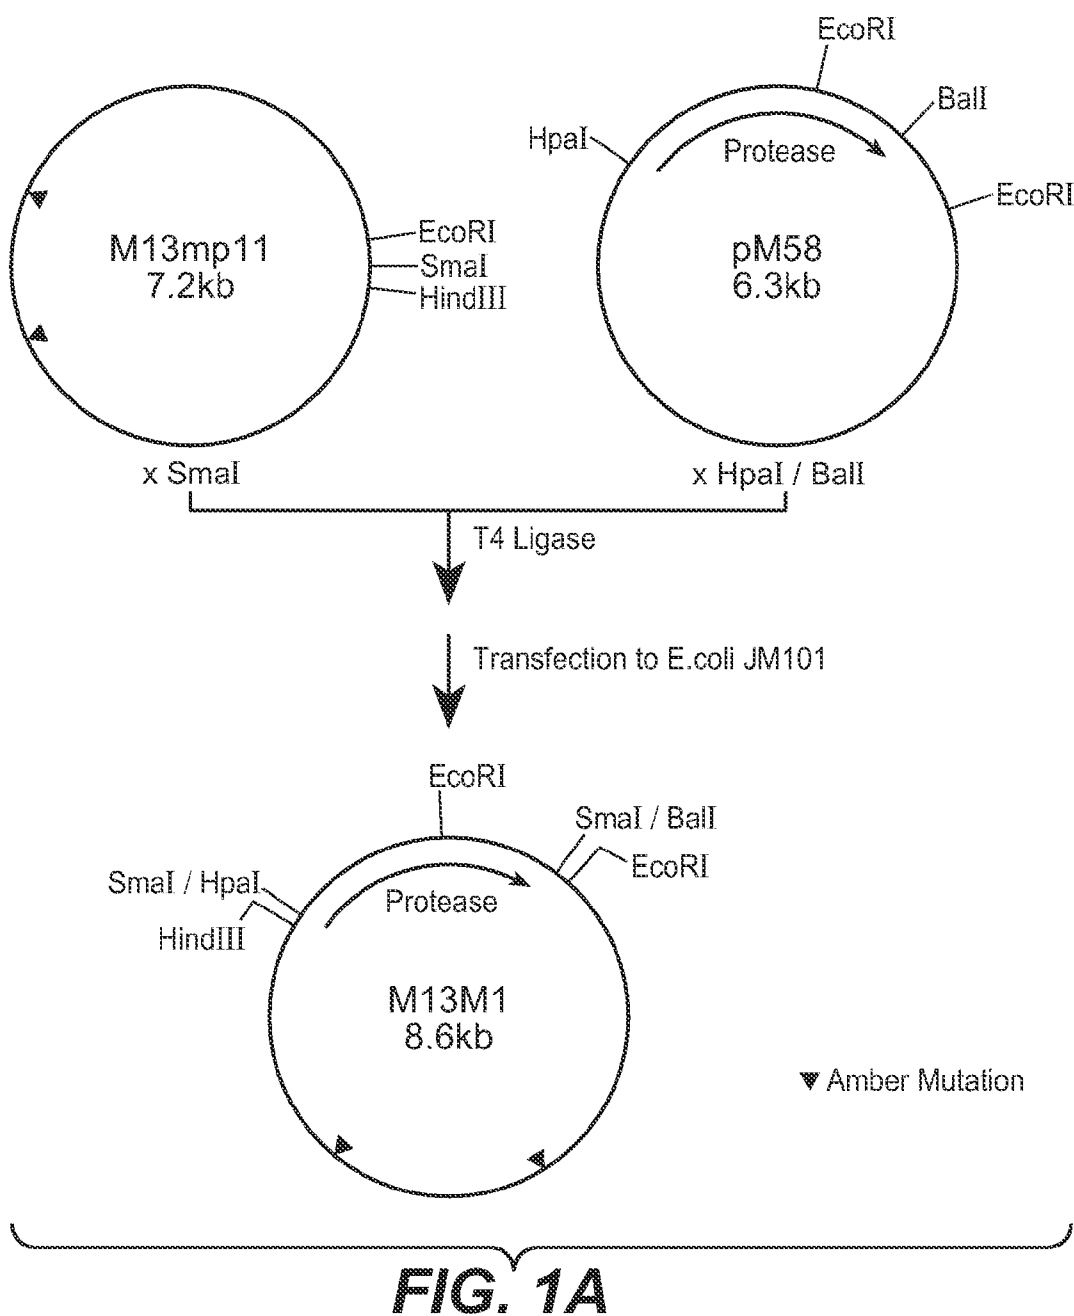 EcoRI
BalI
HpaI
Protease
EcoRI
M13mp11
7.2kb
EcoRI
SmaI
HindIII
pM58
6.3kb
x SmaI
x HpaI / BalI
T4 Ligase
Transfection to E.coli JM101
EcoRI
SmaI / BalI
EcoRI
SmaI / HpaI
Protease
HindIII
M13M1
8.6kb
Amber Mutation
FIG. 1A